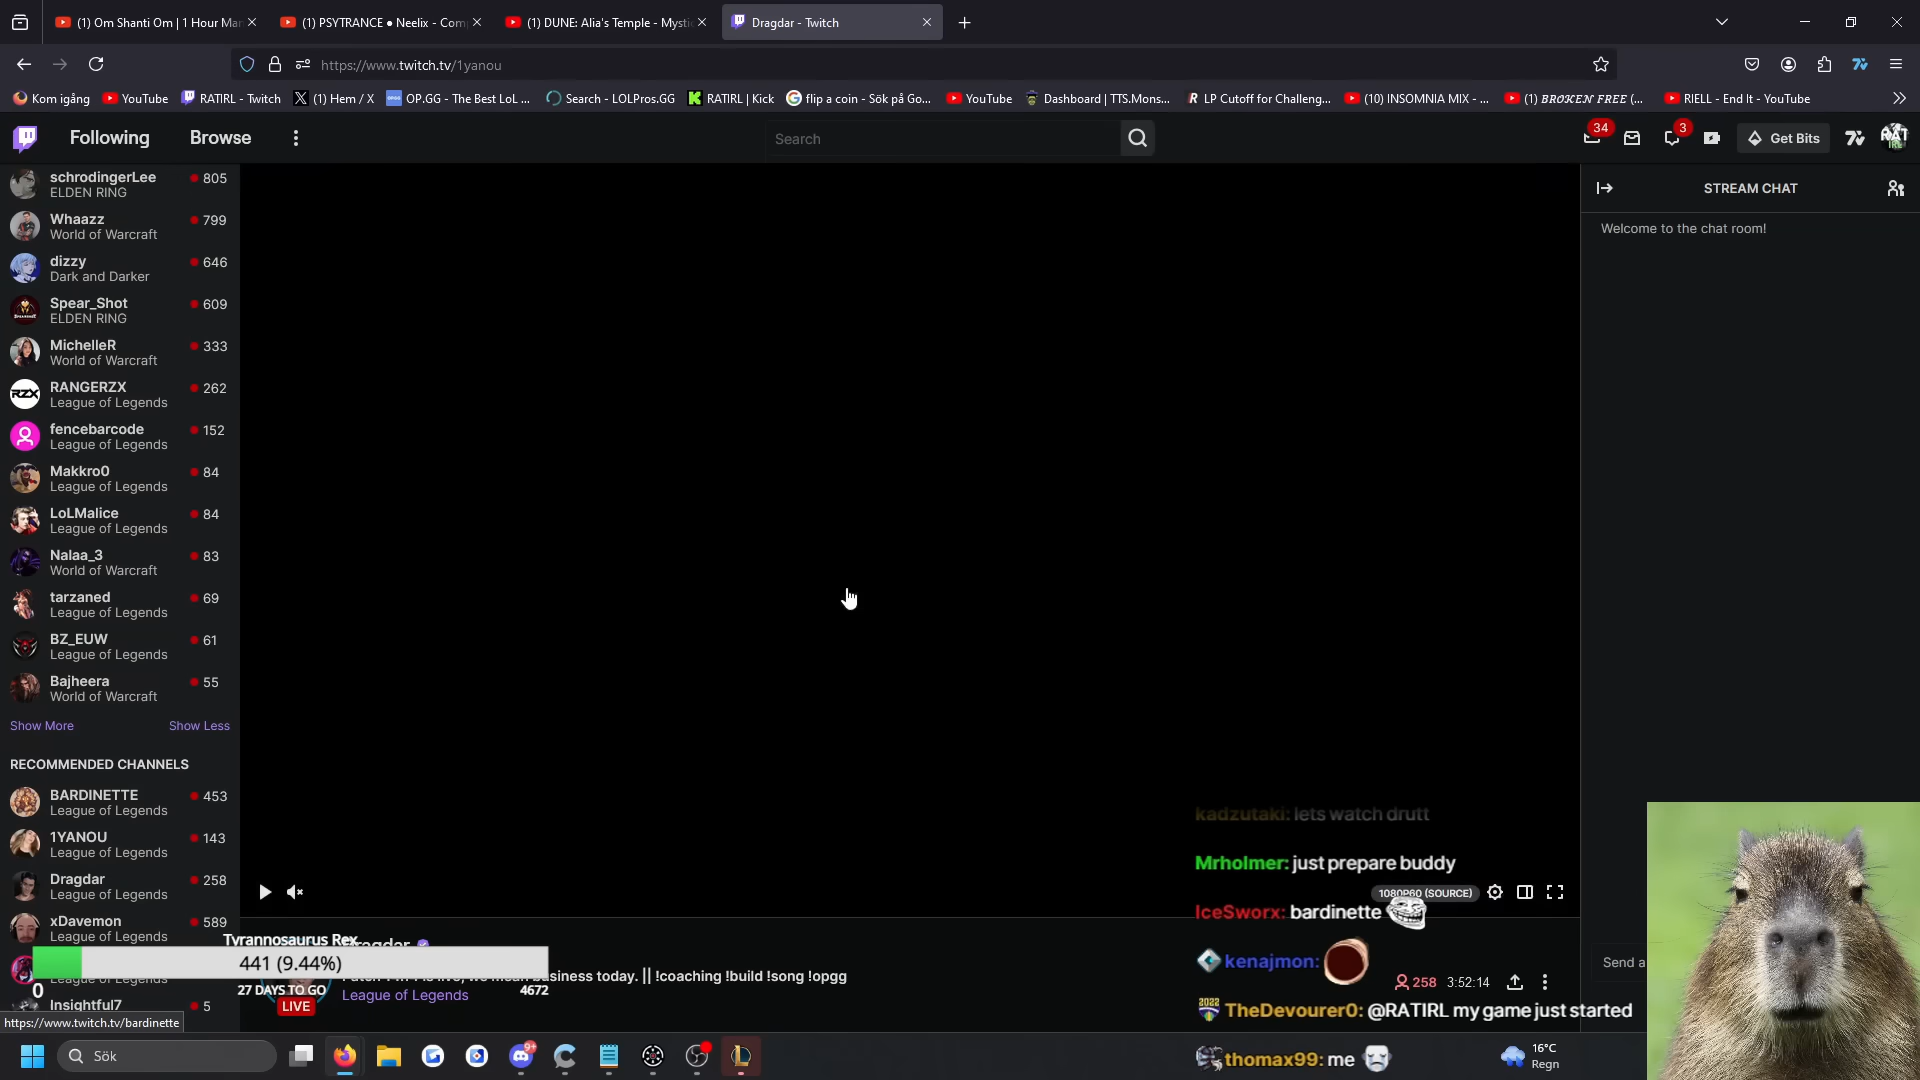 (1) Om Shanti Om | 1 Hour Man
(1) PSYTRANCE ● Neelix - Com
(1) DUNE: Alia's Temple - Mystic
Dragdar - Twitch
https://www.twitch.tv/1yanou
Kom igång
YouTube
RATIRL - Twitch
(1) Hem / X
OP.GG - The Best LoL ...
Search - LOLPros.GG
RATIRL | Kick
flip a coin - Sök på Go...
YouTube
Dashboard | TTS.Mons...
LP Cutoff for Challeng...
(10) INSOMNIA MIX - ...
(1) 𝑩𝑹𝑶𝑲𝑬𝑵 𝑭𝑹𝑬𝑬 (...
RIELL - End It - YouTube
Following
Browse
Search
34
3
Get Bits
RAT
schrodingerLee 805
ELDEN RING
Whaazz 799
World of Warcraft
dizzy 646
Dark and Darker
Spear_Shot 609
ELDEN RING
MichelleR 333
World of Warcraft
RZX
RANGERZX 262
League of Legends
fencebarcode 152
League of Legends
Makkro0 84
League of Legends
LoLMalice 84
League of Legends
Nalaa_3 83
World of Warcraft
tarzaned 69
League of Legends
BZ_EUW 61
League of Legends
Bajheera 55
World of Warcraft
Show More
Show Less
RECOMMENDED CHANNELS
BARDINETTE 453
League of Legends
1YANOU 143
League of Legends
Dragdar 258
League of Legends
xDavemon 589
League of Legends
Insightful7 5
https://www.twitch.tv/bardinette
STREAM CHAT
Welcome to the chat room!
Send a
kadzutaki: lets watch drutt
Mrholmer: just prepare buddy
1080P60 (SOURCE)
IceSworx: bardinette
kenajmon:
258 3:52:14
TheDevourer0: @RATIRL my game just started
thomax99: me
Tyrannosaurus Rex
441 (9.44%)
0
27 DAYS TO GO
4672
Dragdar
LIVE
business today. || !coaching !build !song !opgg
League of Legends
Sök
9+
16°C
Regn